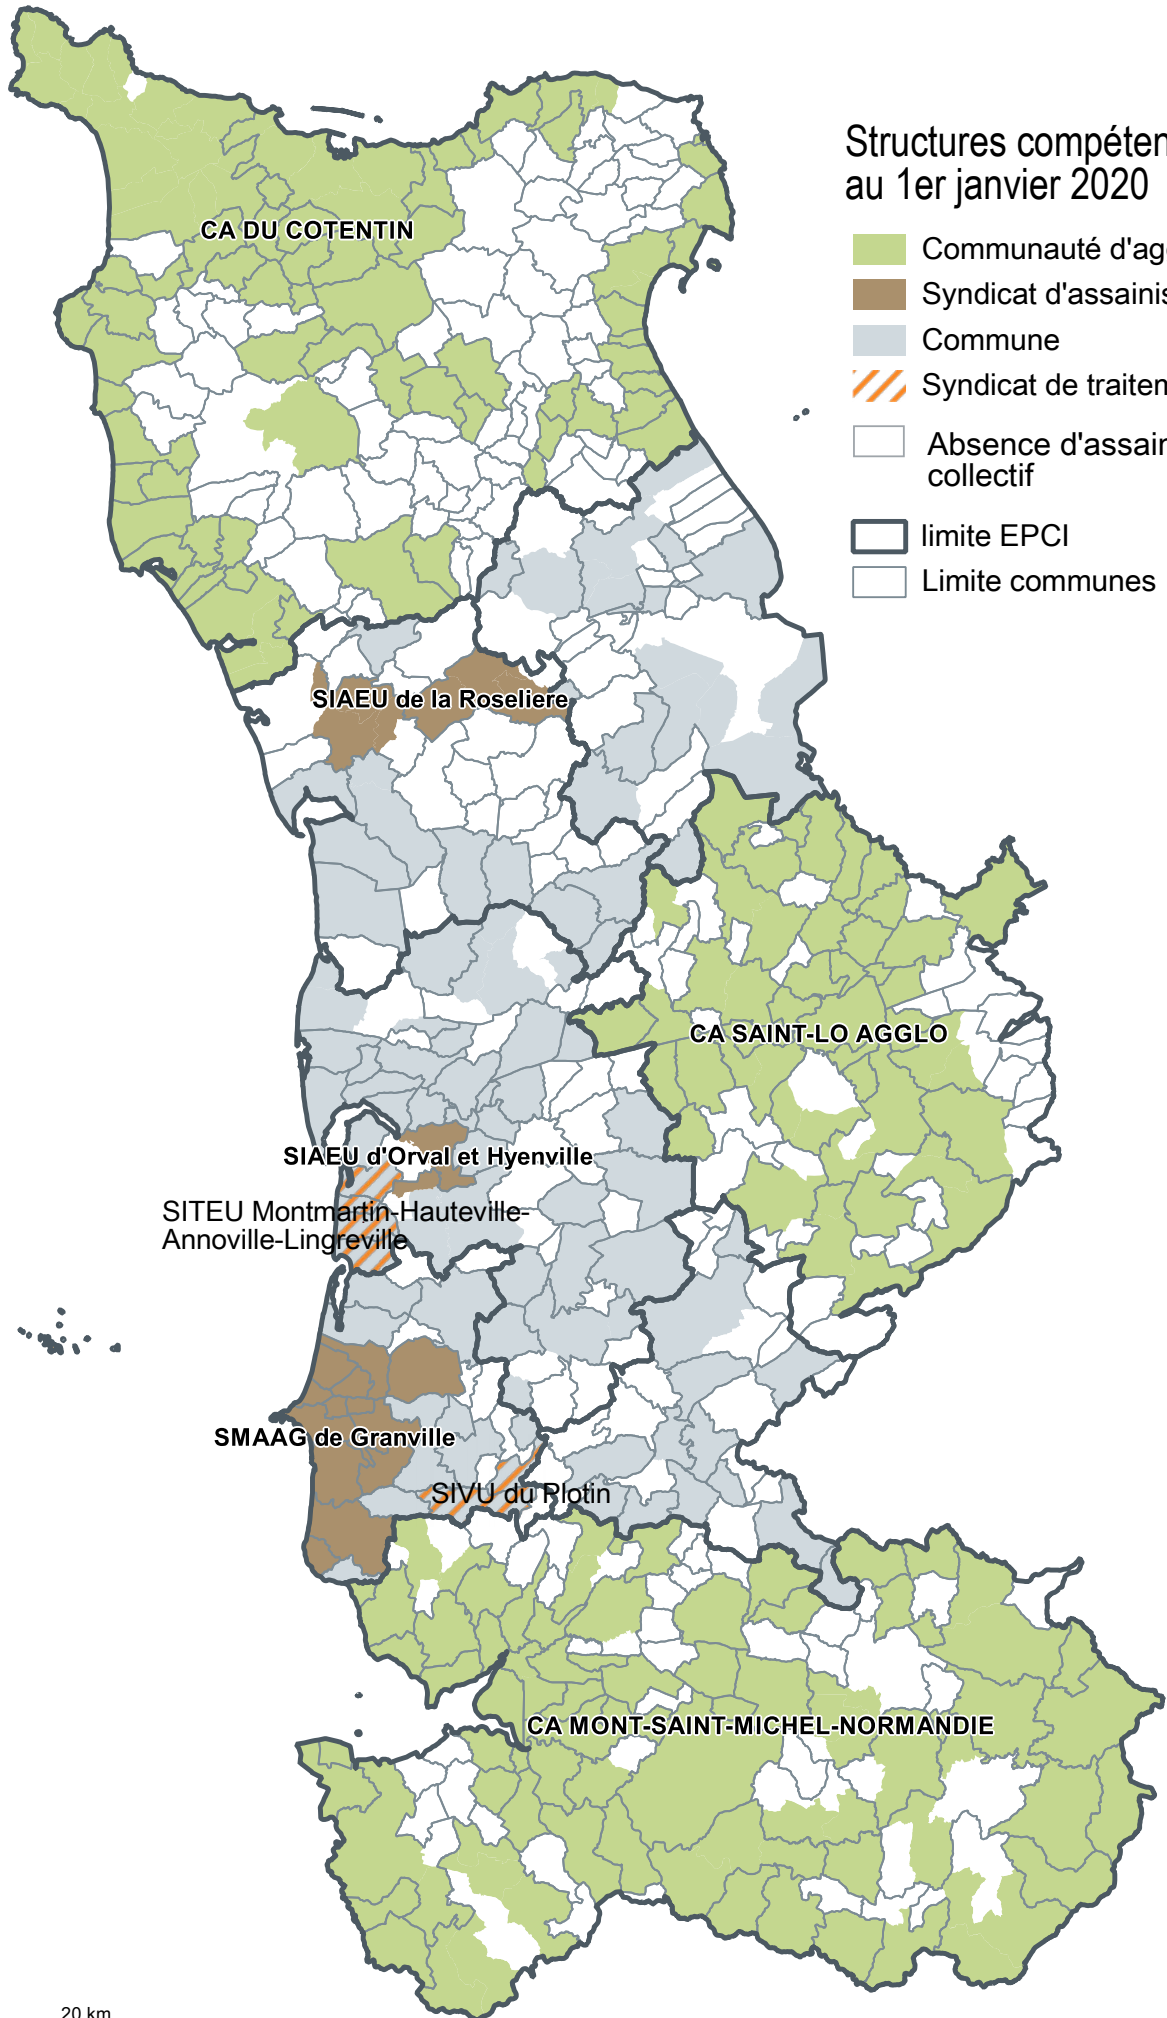 Structures compéten
au 1er janvier 2020
Communauté d'ag
Syndicat d'assainis
Commune
Syndicat de traiten
Absence d'assain
collectif
limite EPCI
Limite communes
CA DU COTENTIN
SIAEU de la Roseliere
CA SAINT-LO AGGLO
SIAEU d'Orval et Hyenville
SITEU Montmartin-Hauteville-
Annoville-Lingreville
SMAAG de Granville
SIVU du Plotin
CA MONT-SAINT-MICHEL-NORMANDIE
20 km